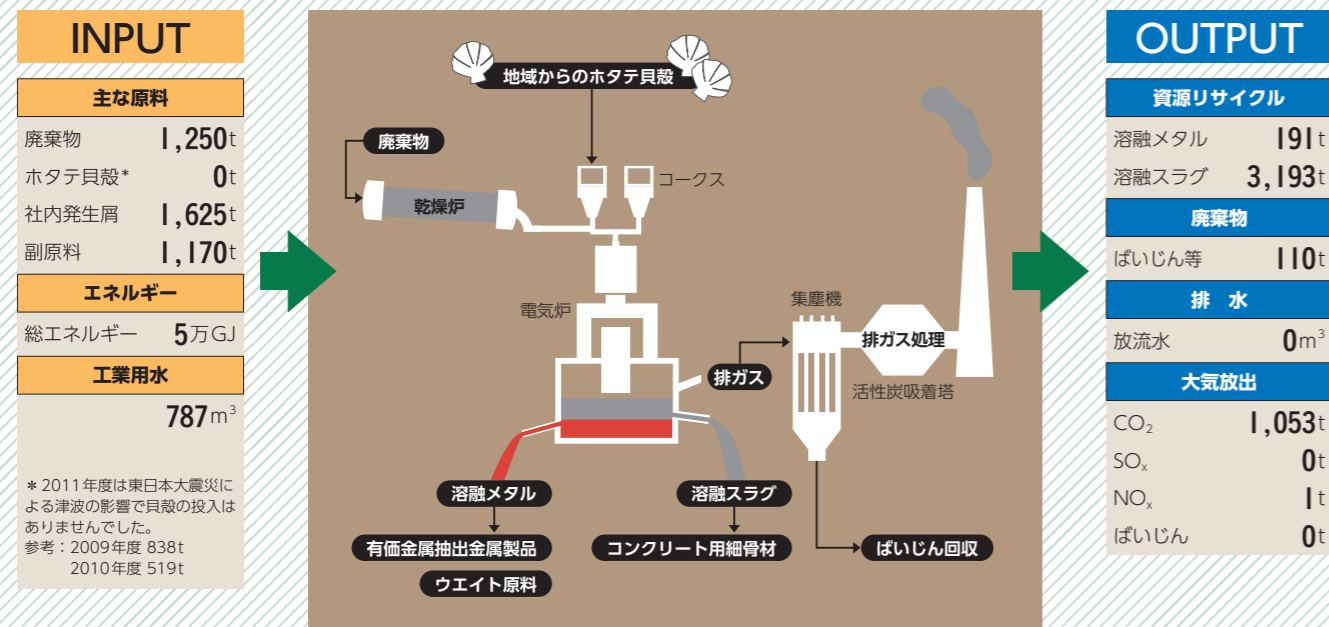 INPUT
主な原料
廃棄物 1,250t
ホタテ貝殻* 0t
社内発生屑 1,625t
副原料 1,170t
エネルギー
総エネルギー 5万GJ
工業用水
787m³
* 2011年度は東日本大震災に
よる津波の影響で貝殻の投入は
ありませんでした。
参考：2009年度 838t
2010年度 519t
地域からのホタテ貝殻
廃棄物
コークス
乾燥炉
電気炉
集塵機
排ガス処理
排ガス
活性炭吸着塔
溶融メタル
溶融スラグ
有価金属抽出金属製品
コンクリート用細骨材
ばいじん回収
ウエイト原料
OUTPUT
資源リサイクル
溶融メタル 191t
溶融スラグ 3,193t
廃棄物
ばいじん等 110t
排 水
放流水 0m³
大気放出
CO₂ 1,053t
SOₓ 0t
NOₓ 1t
ばいじん 0t